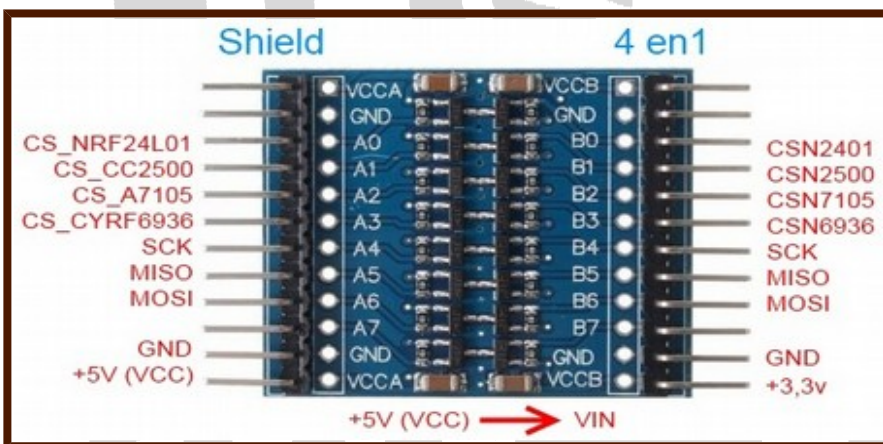 Shield 4 en1
VCCA VCCB
GND GND
CS_NRF24L01 A0 B0 CSN2401
CS_CC2500 A1 B1 CSN2500
CS_A7105 A2 B2 CSN7105
CS_CYRF6936 A3 B3 CSN6936
SCK A4 B4 SCK
MISO A5 B5 MISO
MOSI A6 B6 MOSI
A7 B7
GND GND GND GND
+5V (VCC) VCCA VCCB +3,3v
+5V (VCC) VIN